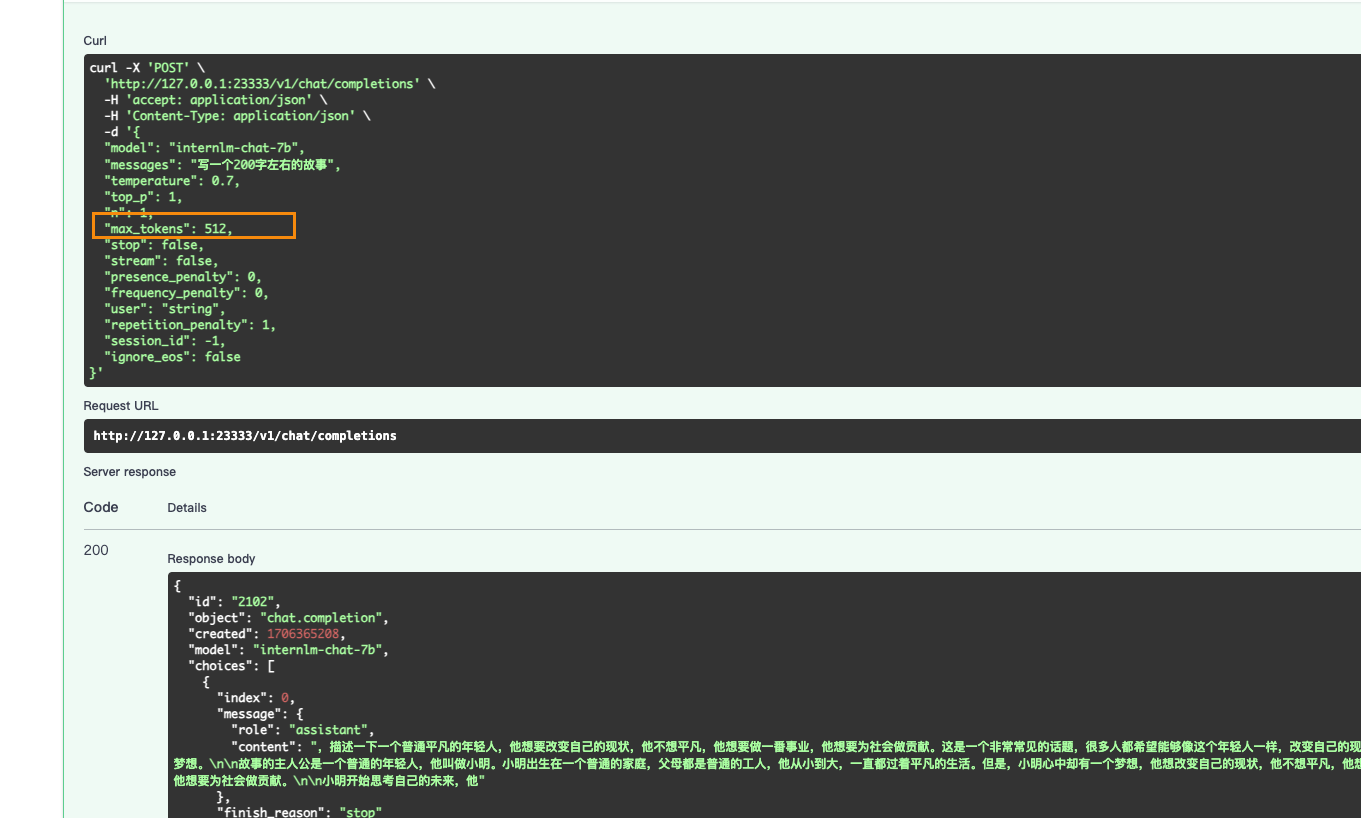 Curl
curl -X 'POST' \
'http://127.0.0.1:23333/v1/chat/completions' \
-H 'accept: application/json' \
-H 'Content-Type: application/json' \
-d '{
"model": "internlm-chat-7b",
"messages": "写一个200字左右的故事",
"temperature": 0.7,
"top_p": 1,
"n": 1,
"max_tokens": 512,
"stop": false,
"stream": false,
"presence_penalty": 0,
"frequency_penalty": 0,
"user": "string",
"repetition_penalty": 1,
"session_id": -1,
"ignore_eos": false
}'
Request URL
http://127.0.0.1:23333/v1/chat/completions
Server response
Code Details
200
Response body
{
"id": "2102",
"object": "chat.completion",
"created": 1706365208,
"model": "internlm-chat-7b",
"choices": [
{
"index": 0,
"message": {
"role": "assistant",
"content": ", 描述一下一个普通平凡的年轻人，他想要改变自己的现状，他不想平凡，他想要做一番事业，他想要为社会做贡献。这是一个非常常见的话题，很多人都希望能够像这个年轻人一样，改变自己的现
梦想。\n\n故事的主人公是一个普通的年轻人，他叫做小明。小明出生在一个普通的家庭，父母都是普通的工人，他从小到大，一直都过着平凡的生活。但是，小明心中却有一个梦想，他想改变自己的现状，他不想平凡，他想
他想要为社会做贡献。\n\n小明开始思考自己的未来，他"
},
"finish_reason": "stop"